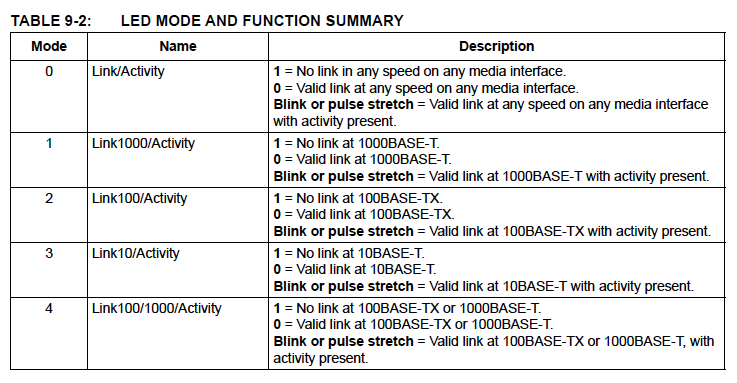 TABLE 9-2: LED MODE AND FUNCTION SUMMARY
Mode Name Description
0 Link/Activity 1 = No link in any speed on any media interface.
0 = Valid link at any speed on any media interface.
Blink or pulse stretch = Valid link at any speed on any media interface
with activity present.
1 Link1000/Activity 1 = No link at 1000BASE-T.
0 = Valid link at 1000BASE-T.
Blink or pulse stretch = Valid link at 1000BASE-T with activity present.
2 Link100/Activity 1 = No link at 100BASE-TX.
0 = Valid link at 100BASE-TX.
Blink or pulse stretch = Valid link at 100BASE-TX with activity present.
3 Link10/Activity 1 = No link at 10BASE-T.
0 = Valid link at 10BASE-T.
Blink or pulse stretch = Valid link at 10BASE-T with activity present.
4 Link100/1000/Activity 1 = No link at 100BASE-TX or 1000BASE-T.
0 = Valid link at 100BASE-TX or 1000BASE-T.
Blink or pulse stretch = Valid link at 100BASE-TX or 1000BASE-T, with
activity present.